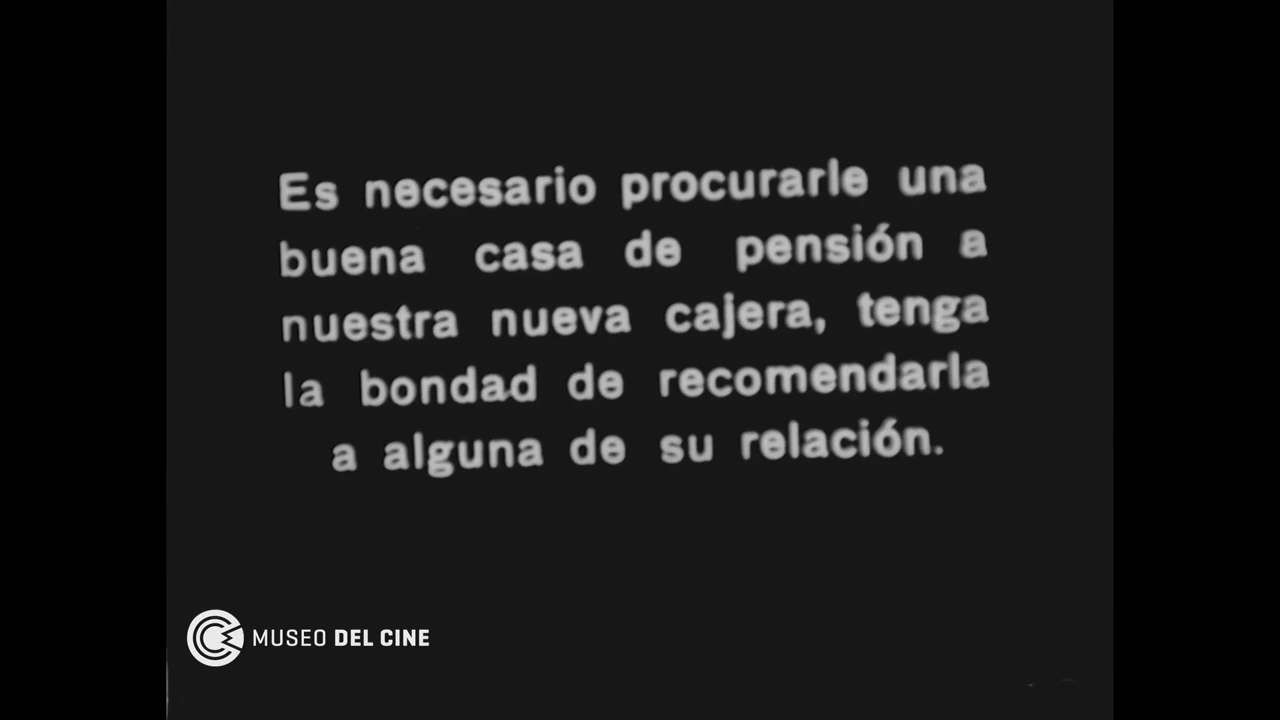 Es necesario procurarle una
buena casa de pensión a
nuestra nueva cajera, tenga
la bondad de recomendarla
a alguna de su relación.
MUSEO DEL CINE